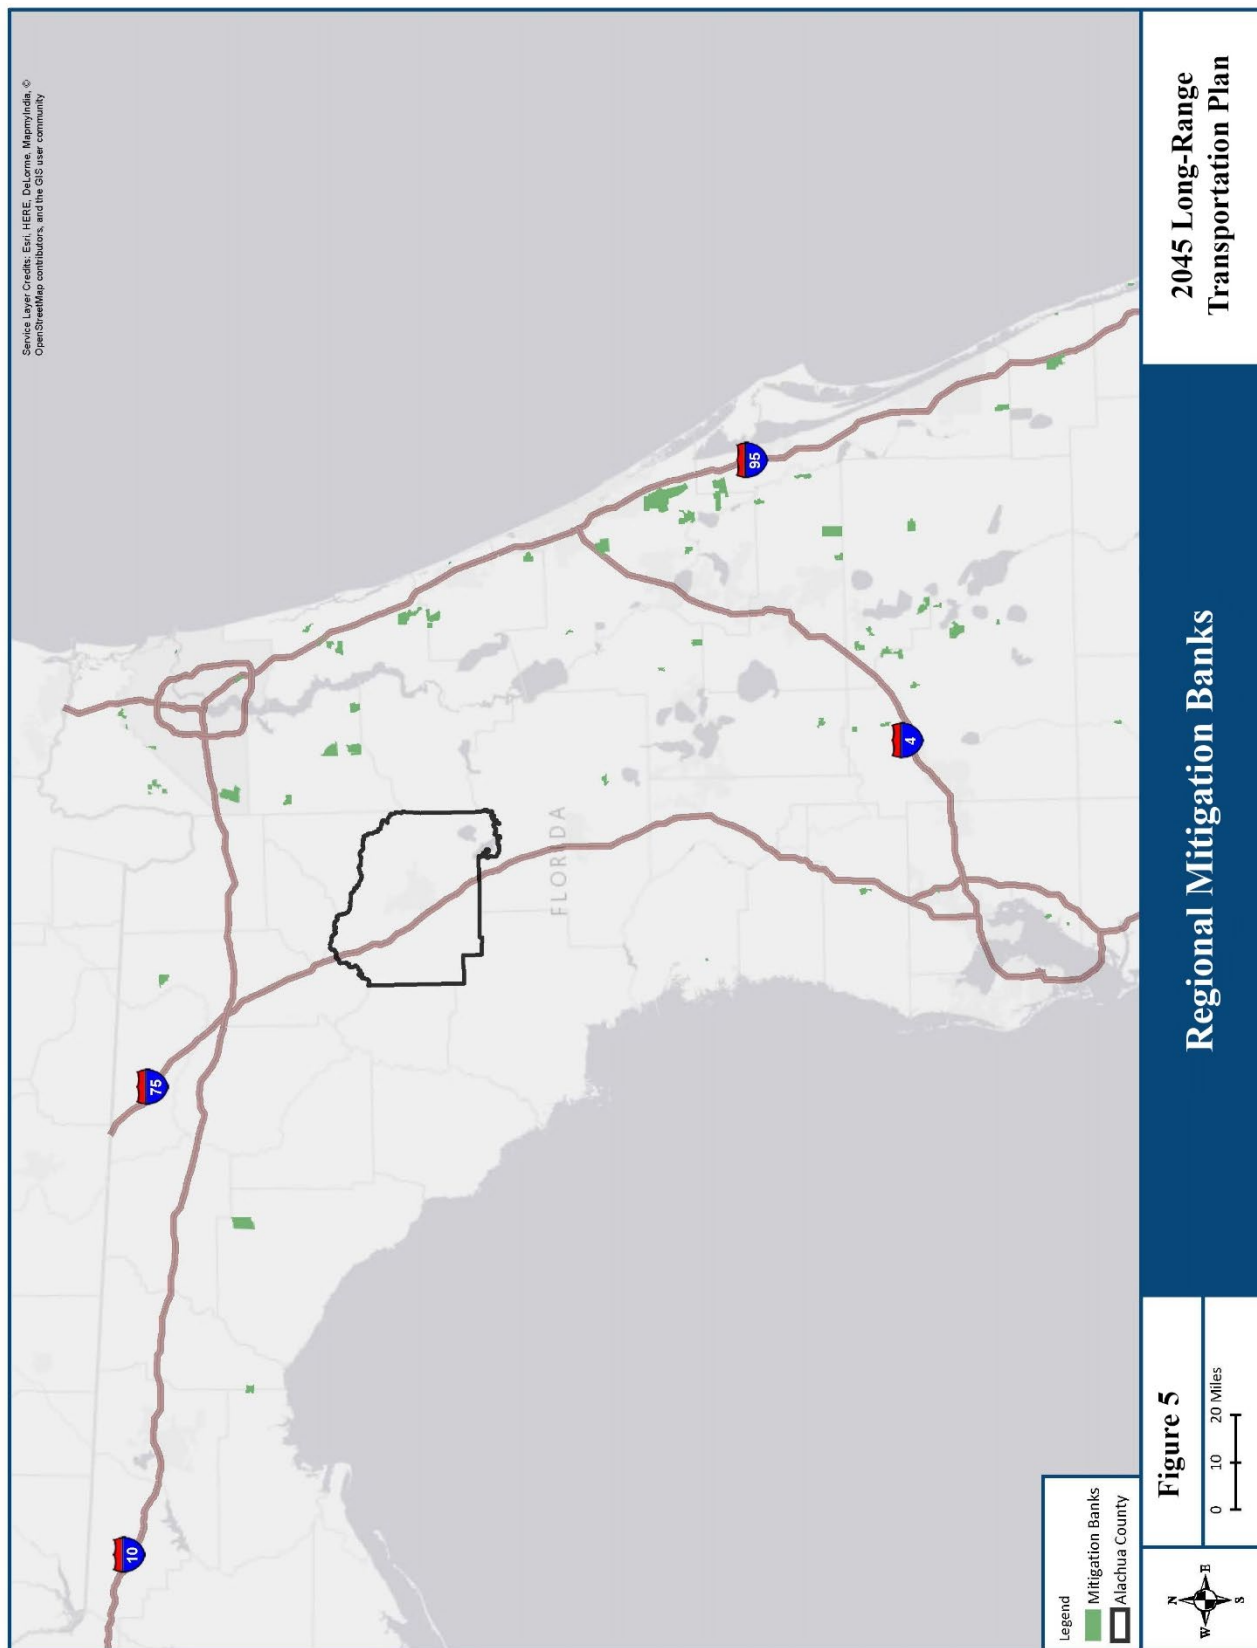 Service Layer Credits: Esri, HERE, DeLorme, MapmyIndia, ©
OpenStreetMap contributors, and the GIS user community
10
75
95
4
FLORIDA
Legend
Mitigation Banks
Alachua County
N
W
E
S
Figure 5
0 10 20 Miles
Regional Mitigation Banks
2045 Long-Range
Transportation Plan